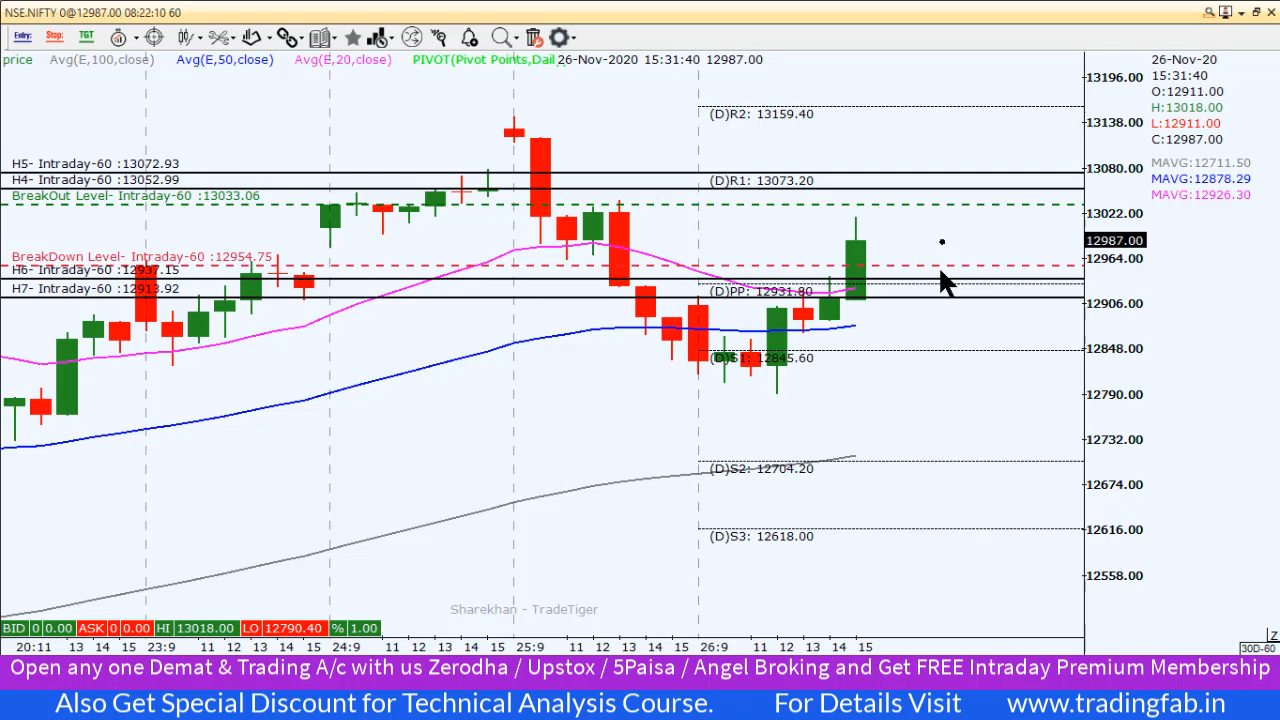 NSE.NIFTY 0@12987.00 08:22:10 60
Entry: Stop: TGT
price Avg(E,100,close) Avg(E,50,close) Avg(E,20,close) PIVOT(Pivot Points,Dail 26-Nov-2020 15:31:40 12987.00
26-Nov-20
15:31:40
O:12911.00
H:13018.00
L:12911.00
C:12987.00
MAVG:12711.50
MAVG:12878.29
MAVG:12926.30
13196.00
13138.00
13080.00
13022.00
12987.00
12964.00
12906.00
12848.00
12790.00
12732.00
12674.00
12616.00
12558.00
(D)R2: 13159.40
H5- Intraday-60 :13072.93
H4- Intraday-60 :13052.99
(D)R1: 13073.20
BreakOut Level- Intraday-60 :13033.06
BreakDown Level- Intraday-60 :12954.75
H6- Intraday-60 :12937.15
H7- Intraday-60 :12913.92
(D)PP: 12931.80
(D)S1: 12845.60
(D)S2: 12704.20
(D)S3: 12618.00
Sharekhan - TradeTiger
BID 0 0.00 ASK 0 0.00 HI 13018.00 LO 12790.40 % 1.00
20:11 13 14 15 23:9 11 12 13 14 15 24:9 11 12 13 14 15 25:9 11 12 13 14 15 26:9 11 12 13 14 15
Z
30D-60
Open any one Demat & Trading A/c with us Zerodha / Upstox / 5Paisa / Angel Broking and Get FREE Intraday Premium Membership
Also Get Special Discount for Technical Analysis Course. For Details Visit www.tradingfab.in